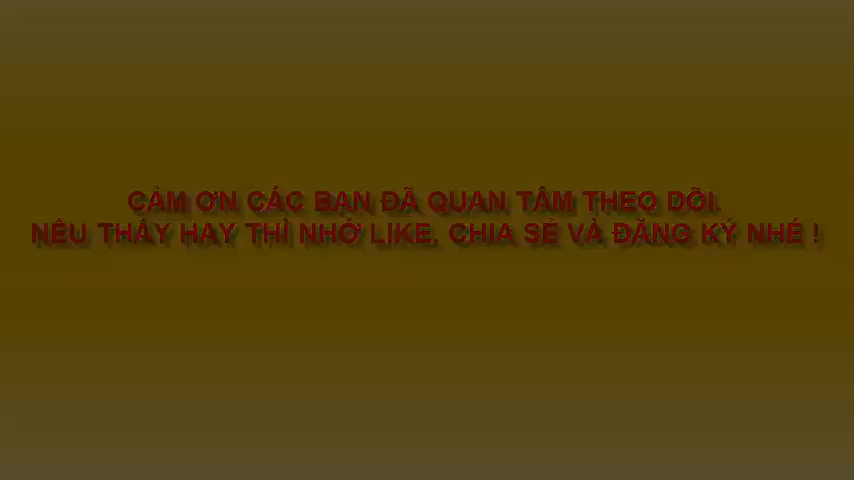 CẢM ƠN CÁC BẠN ĐÃ QUAN TÂM THEO DÕI.
NẾU THẤY HAY THÌ NHỚ LIKE, CHIA SẺ VÀ ĐĂNG KÝ NHÉ !